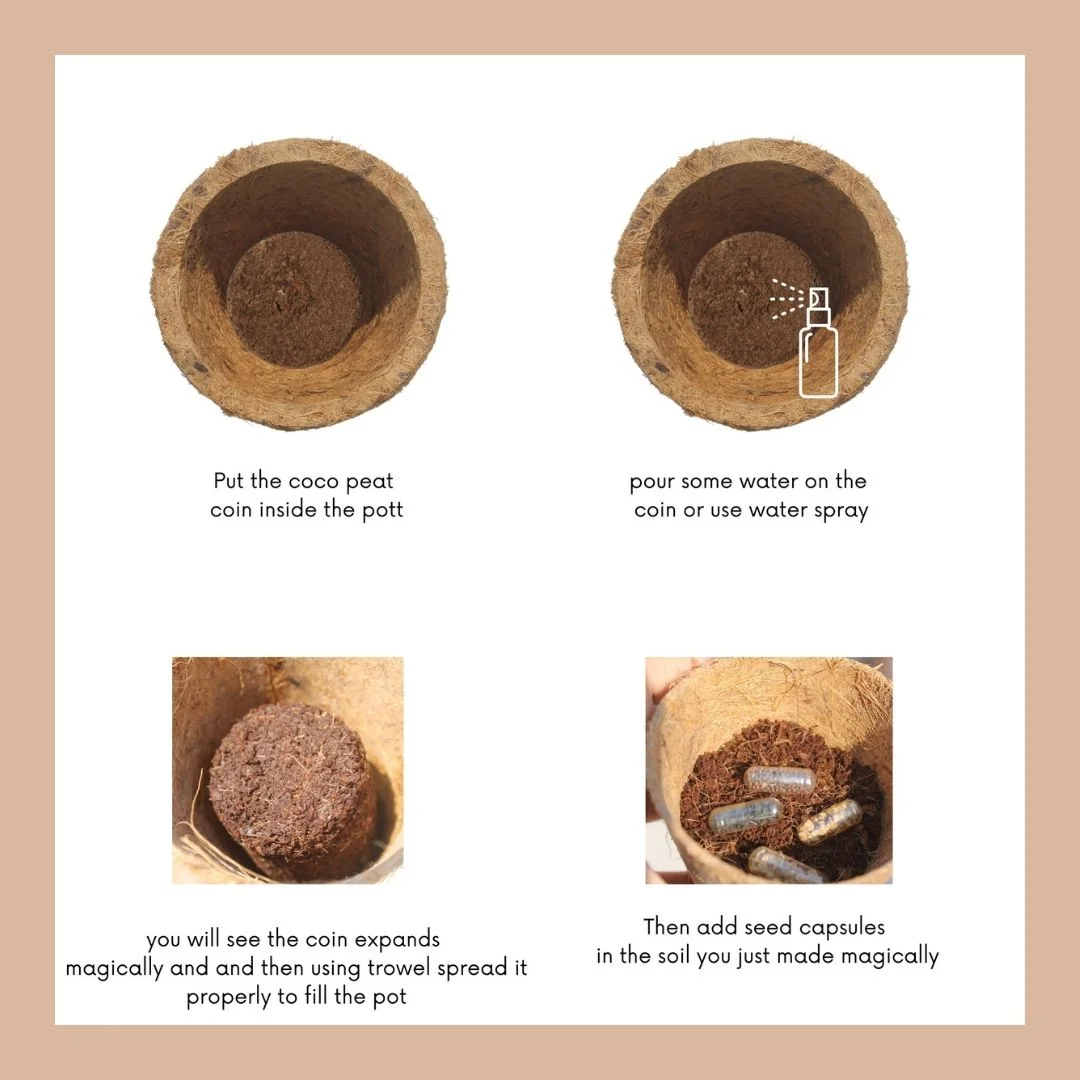 Put the coco peat
coin inside the pott
pour some water on the
coin or use water spray
you will see the coin expands
magically and and then using trowel spread it
properly to fill the pot
Then add seed capsules
in the soil you just made magically